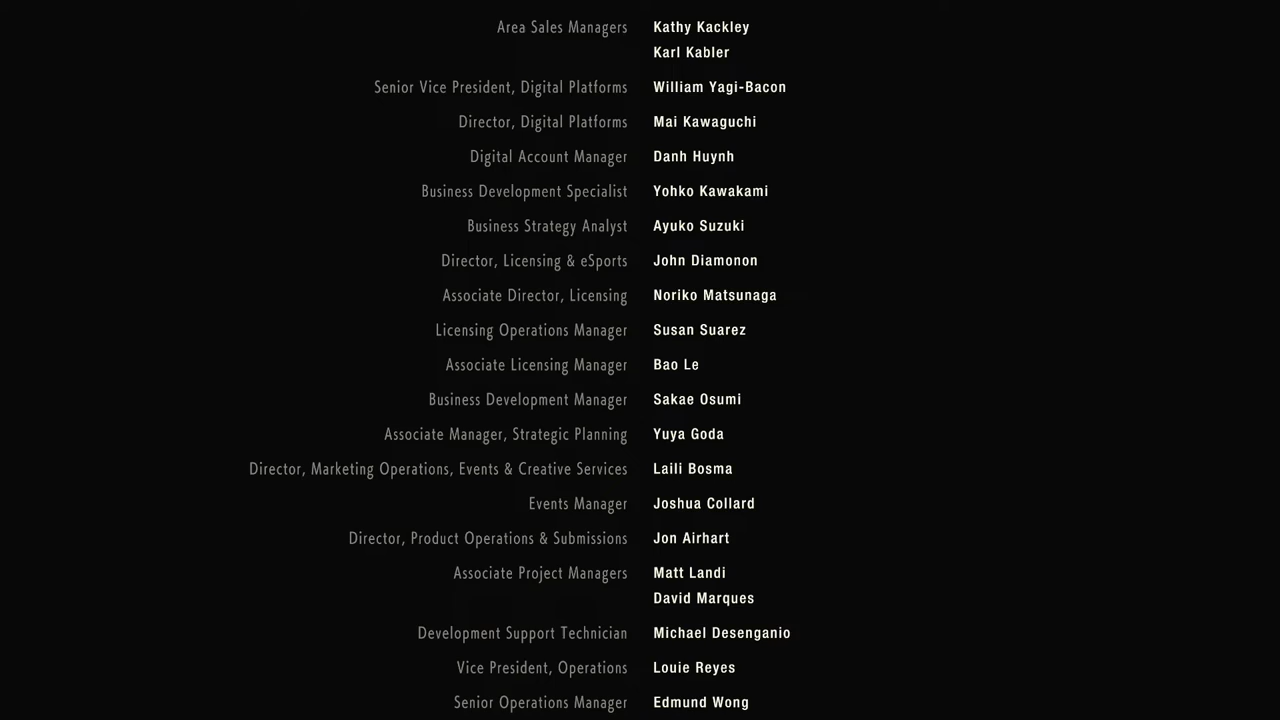 Area Sales Managers Kathy Kackley
Karl Kabler
Senior Vice President, Digital Platforms William Yagi-Bacon
Director, Digital Platforms Mai Kawaguchi
Digital Account Manager Danh Huynh
Business Development Specialist Yohko Kawakami
Business Strategy Analyst Ayuko Suzuki
Director, Licensing & eSports John Diamonon
Associate Director, Licensing Noriko Matsunaga
Licensing Operations Manager Susan Suarez
Associate Licensing Manager Bao Le
Business Development Manager Sakae Osumi
Associate Manager, Strategic Planning Yuya Goda
Director, Marketing Operations, Events & Creative Services Laili Bosma
Events Manager Joshua Collard
Director, Product Operations & Submissions Jon Airhart
Associate Project Managers Matt Landi
David Marques
Development Support Technician Michael Desenganio
Vice President, Operations Louie Reyes
Senior Operations Manager Edmund Wong